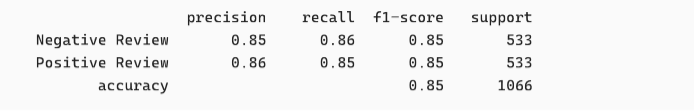 precision recall f1-score support
Negative Review 0.85 0.86 0.85 533
Positive Review 0.86 0.85 0.85 533
accuracy 0.85 1066